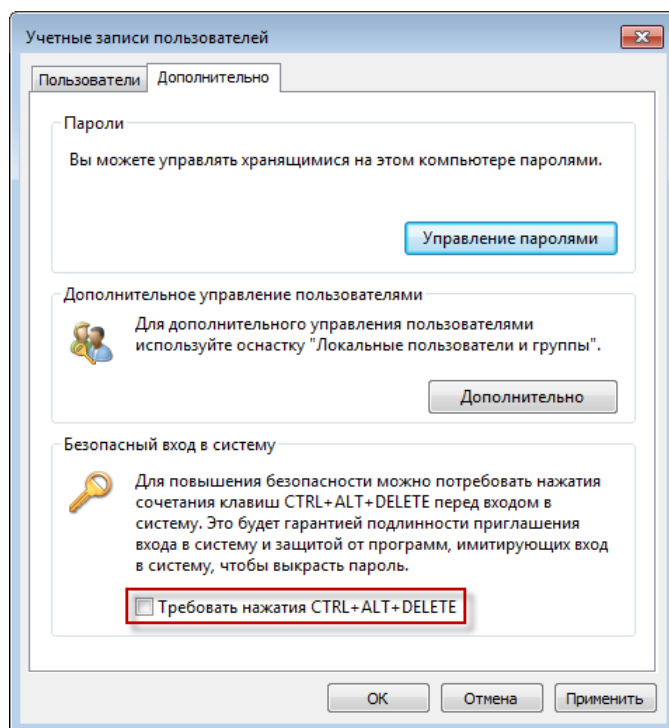 Учетные записи пользователей
Пользователи
Дополнительно
Пароли
Вы можете управлять хранящимися на этом компьютере паролями.
Управление паролями
Дополнительное управление пользователями
Для дополнительного управления пользователями
используйте оснастку "Локальные пользователи и группы".
Дополнительно
Безопасный вход в систему
Для повышения безопасности можно потребовать нажатия
сочетания клавиш CTRL+ALT+DELETE перед входом в
систему. Это будет гарантией подлинности приглашения
входа в систему и защитой от программ, имитирующих вход
в систему, чтобы выкрасть пароль.
Требовать нажатия CTRL+ALT+DELETE
ОК
Отмена
Применить